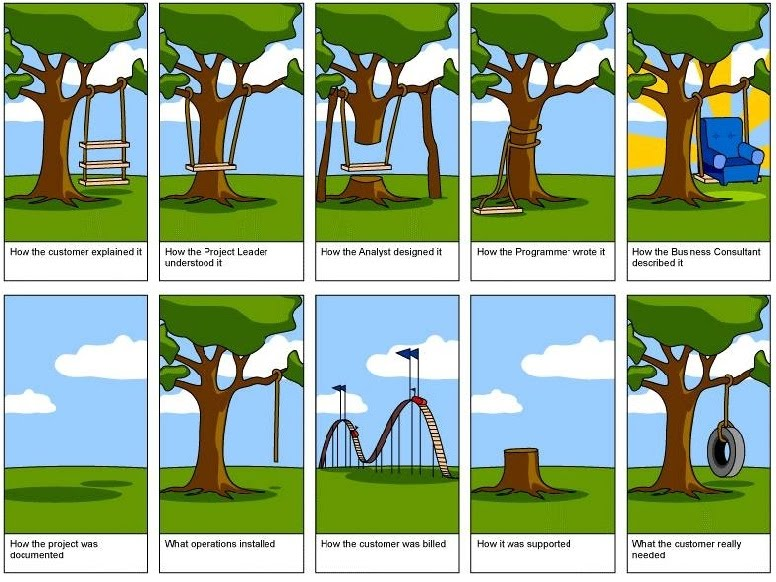 How the customer explained it
How the Project Leader
understood it
How the Analyst designed it
How the Programmer wrote it
How the Business Consultant
described it
How the project was
documented
What operations installed
How the customer was billed
How it was supported
What the customer really
needed